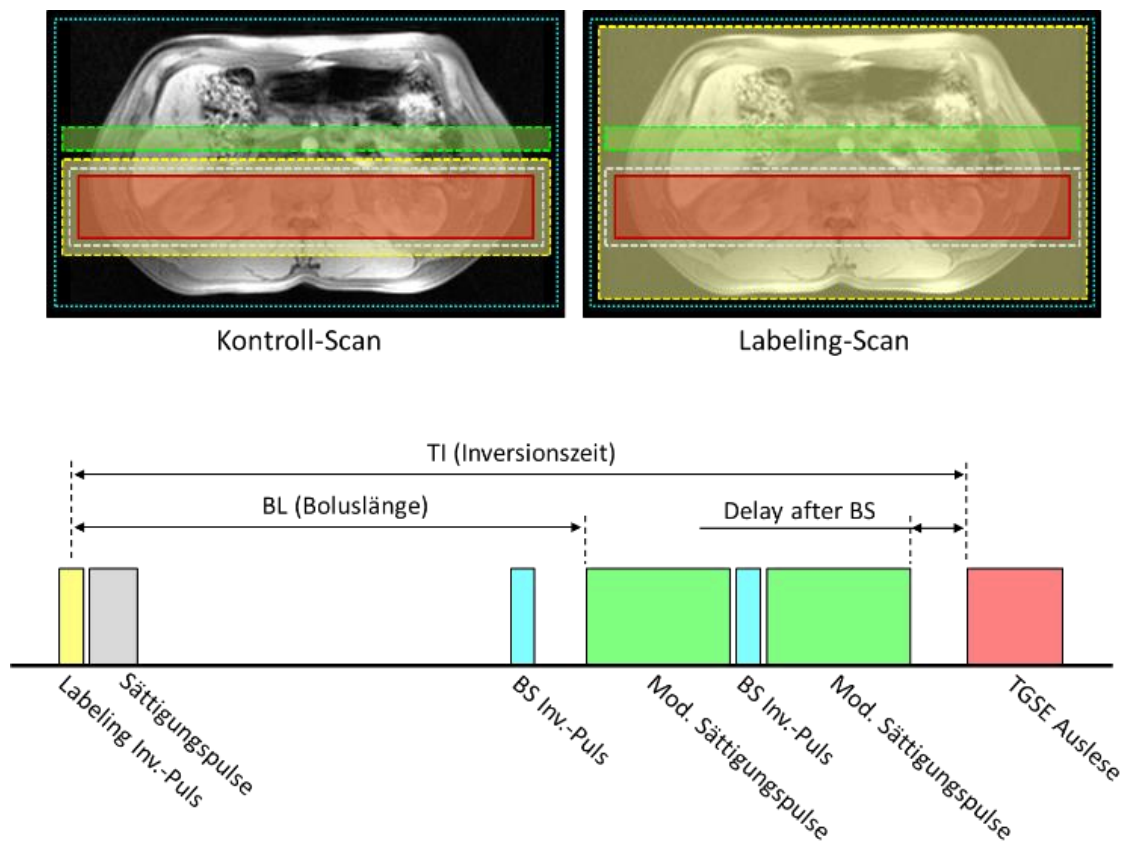 Kontroll-Scan
Labeling-Scan
TI (Inversionszeit)
BL (Boluslänge)
Delay after BS
Labeling Inv.-Puls
Sättigungspulse
BS Inv.-Puls
Mod. Sättigungspulse
BS Inv.-Puls
Mod. Sättigungspulse
TGSE Auslese